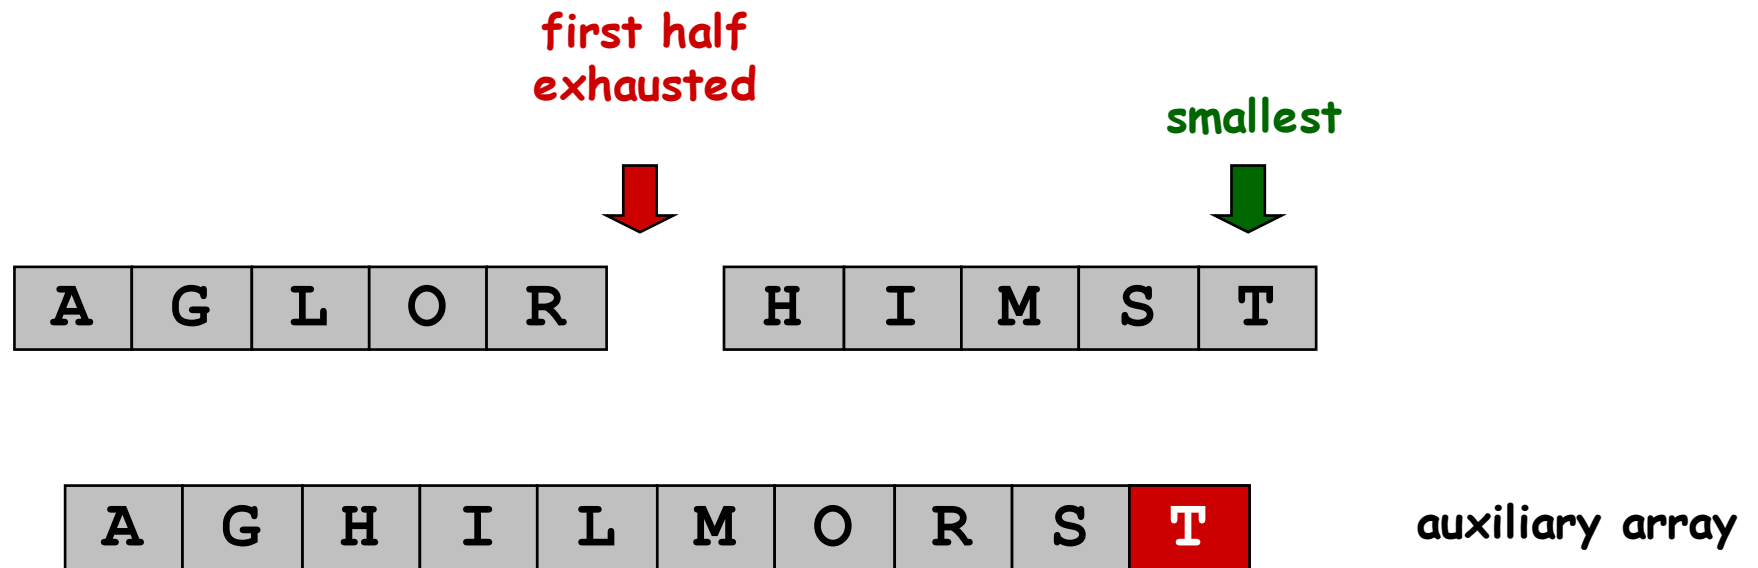 first half
exhausted
smallest
A G L O R H I M S T
A G H I L M O R S T
auxiliary array